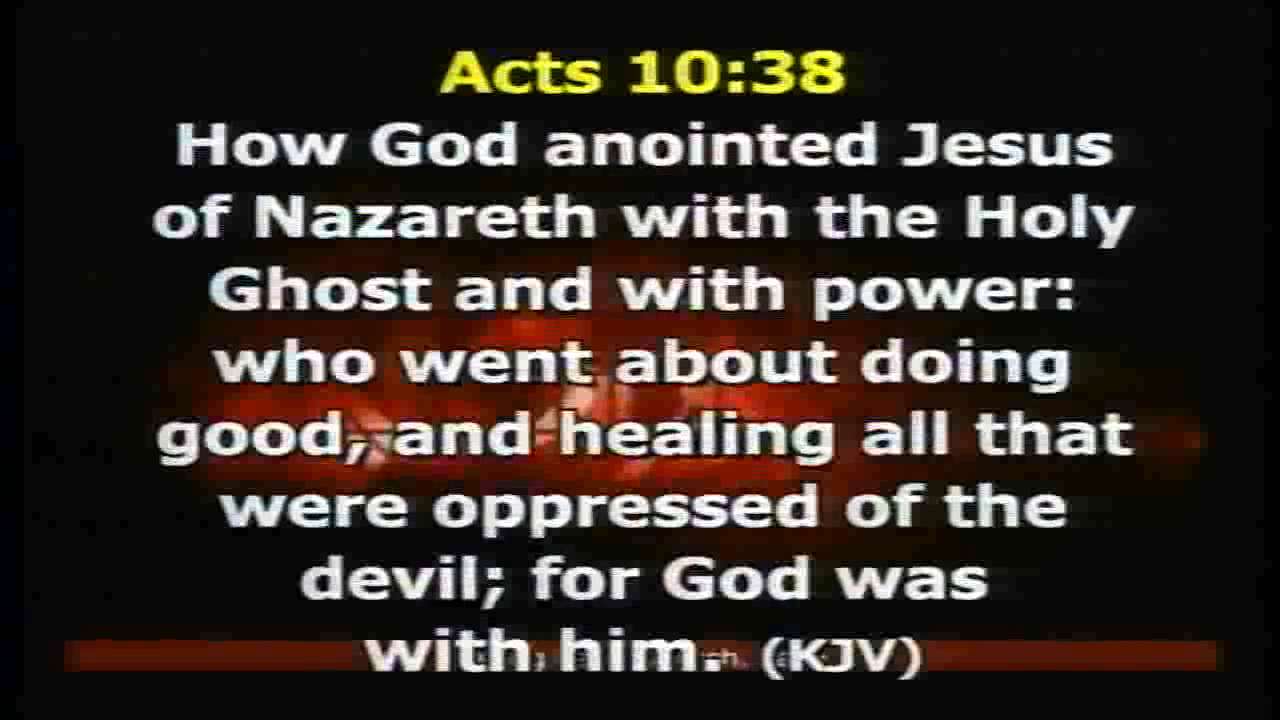 Acts 10:38
How God anointed Jesus
of Nazareth with the Holy
Ghost and with power:
who went about doing
good, and healing all that
were oppressed of the
devil; for God was
with him. (KJV)